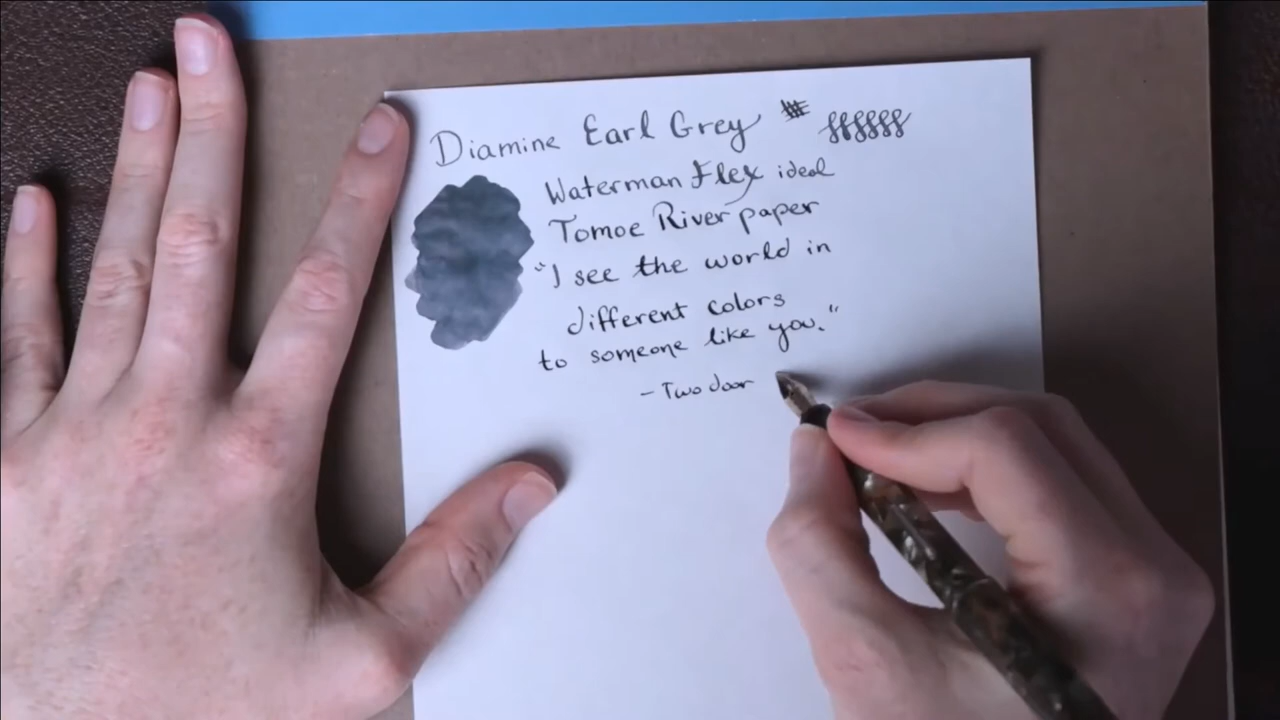 Diamine Earl Grey
Waterman Flex ideal
Tomoe River paper
"I see the world in
different colors
to someone like you."
- Two door